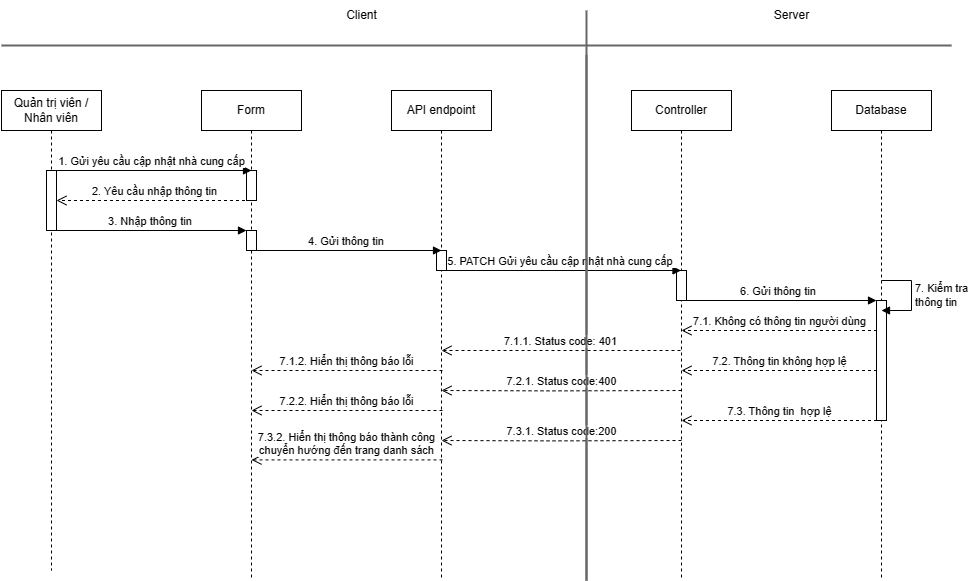 Client
Server
Quản trị viên /
Nhân viên
Form
API endpoint
Controller
Database
1. Gửi yêu cầu cập nhật nhà cung cấp
2. Yêu cầu nhập thông tin
3. Nhập thông tin
4. Gửi thông tin
5. PATCH Gửi yêu cầu cập nhật nhà cung cấp
6. Gửi thông tin
7. Kiểm tra
thông tin
7.1. Không có thông tin người dùng
7.1.1. Status code: 401
7.1.2. Hiển thị thông báo lỗi
7.2. Thông tin không hợp lệ
7.2.1. Status code:400
7.2.2. Hiển thị thông báo lỗi
7.3. Thông tin  hợp lệ
7.3.1. Status code:200
7.3.2. Hiển thị thông báo thành công
chuyển hướng đến trang danh sách